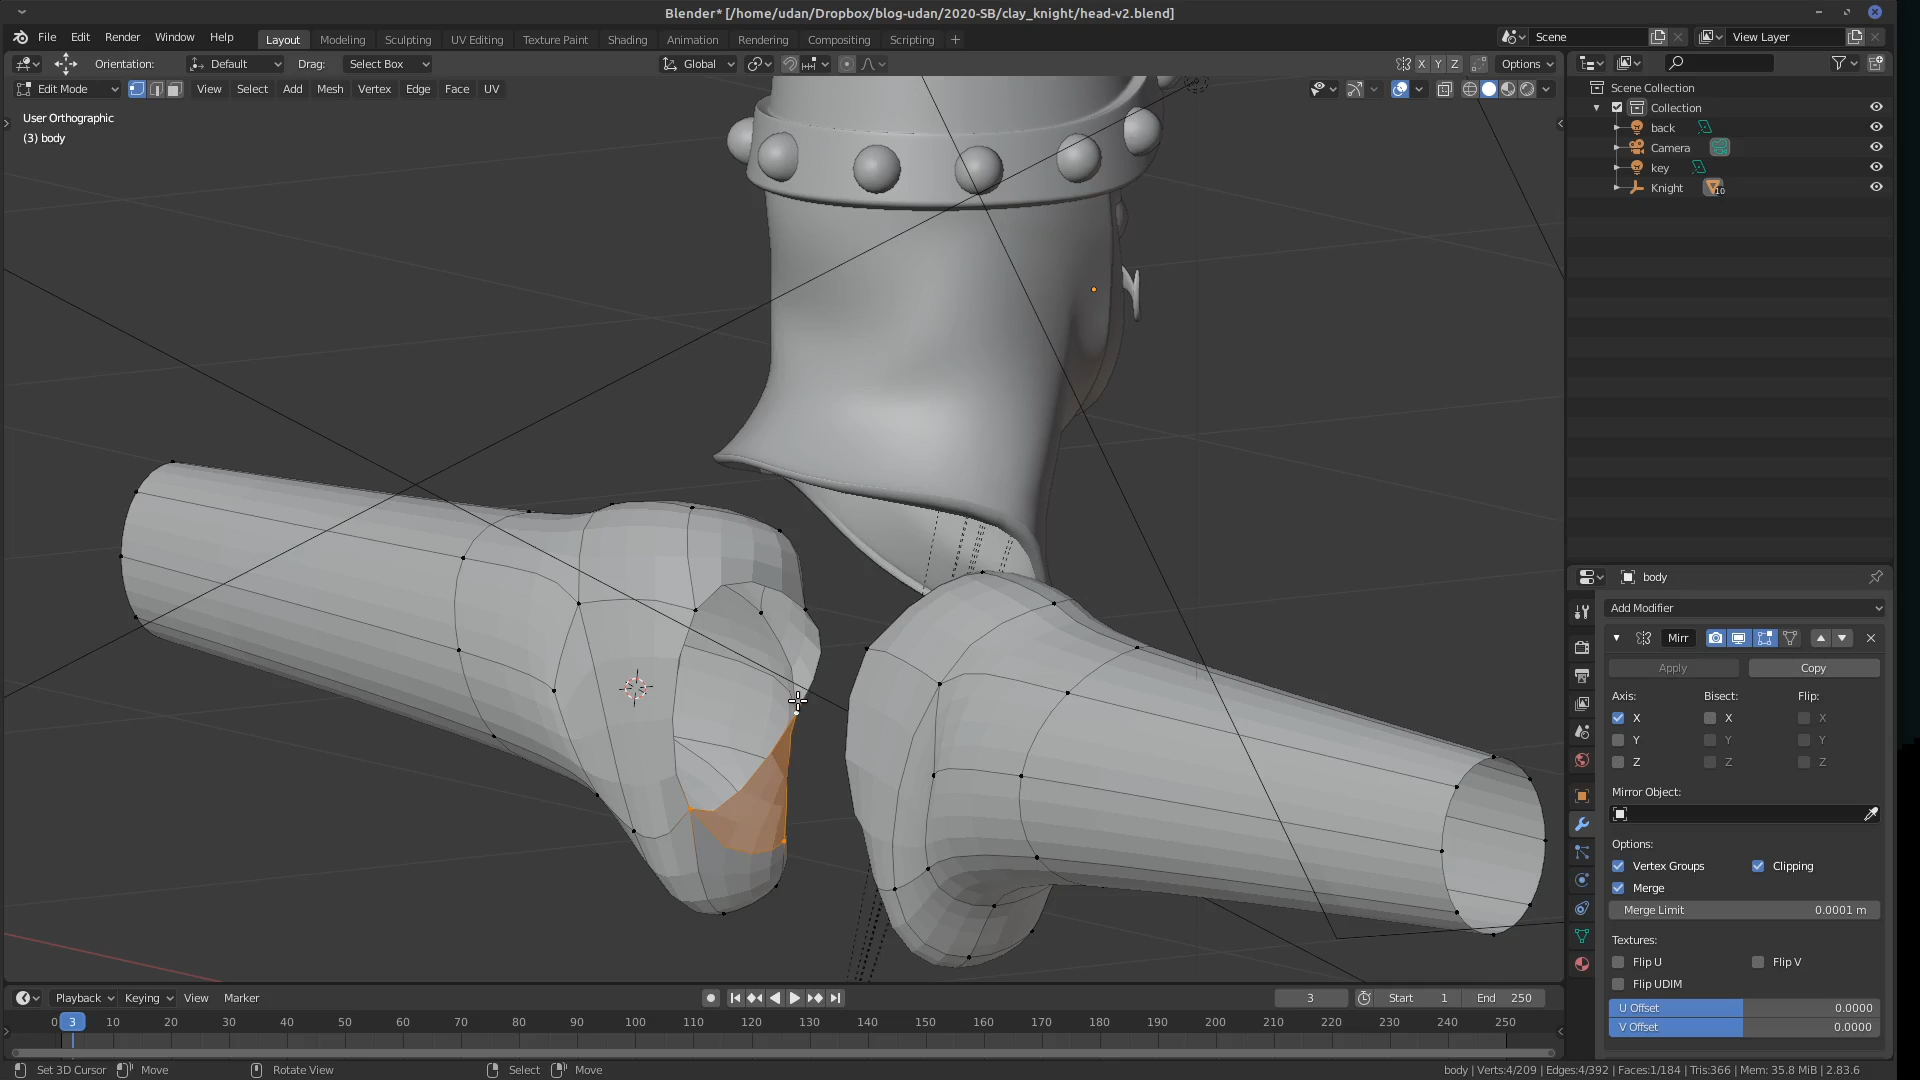 Blender* [/home/udan/Dropbox/blog-udan/2020-SB/clay_knight/head-v2.blend]
File Edit Render Window Help Layout Modeling Sculpting UV Editing Texture Paint Shading Animation Rendering Compositing Scripting + Scene View Layer
Orientation: Default Drag: Select Box Global X Y Z Options
Edit Mode View Select Add Mesh Vertex Edge Face UV
User Orthographic
(3) body
Scene Collection
Collection
back
Camera
key
Knight 10
body
Add Modifier
Mirr
Apply Copy
Axis: Bisect: Flip:
X X X
Y Y Y
Z Z Z
Mirror Object:
Options:
Vertex Groups Clipping
Merge
Merge Limit 0.0001 m
Textures:
Flip U Flip V
Flip UDIM
U Offset 0.0000
V Offset 0.0000
Playback Keying View Marker 3 Start 1 End 250
0 3 10 20 30 40 50 60 70 80 90 100 110 120 130 140 150 160 170 180 190 200 210 220 230 240 250
Set 3D Cursor Move Rotate View Select Move body | Verts:4/209 | Edges:4/392 | Faces:1/184 | Tris:366 | Mem: 35.8 MiB | 2.83.6